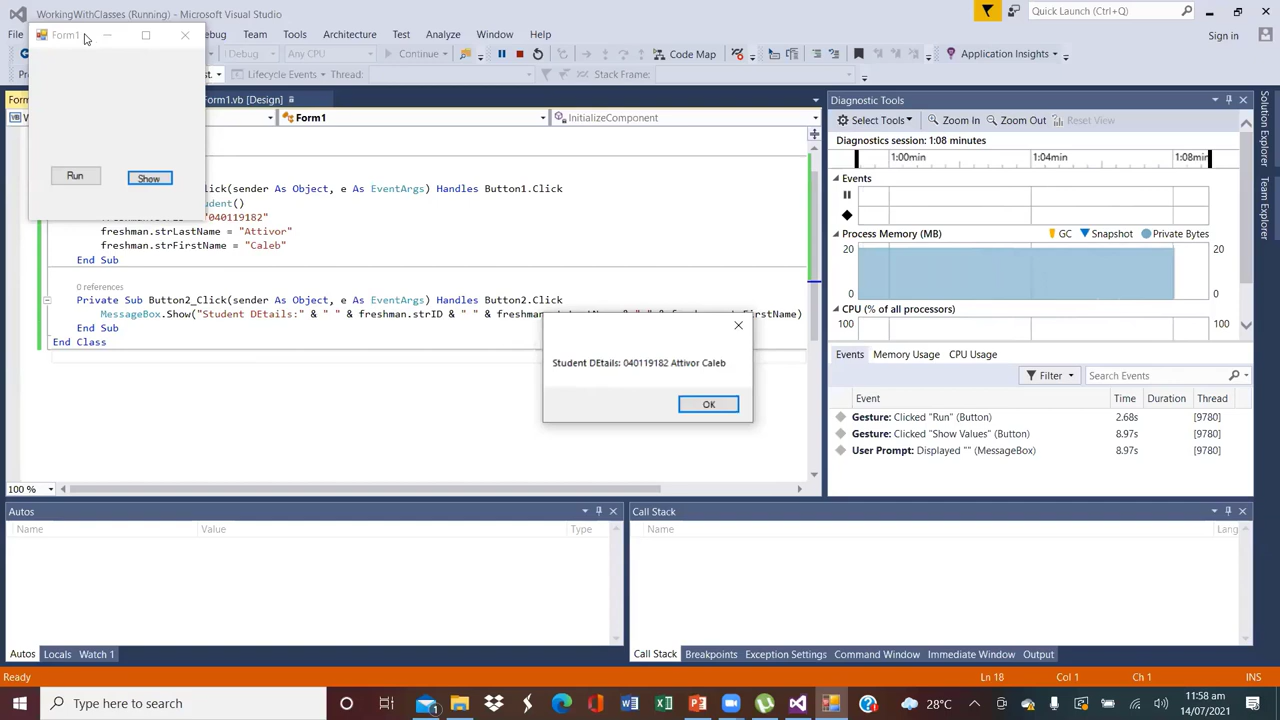 WorkingWithClasses (Running) - Microsoft Visual Studio
Quick Launch (Ctrl+Q)
File
Form1
Team Tools Architecture Test Analyze Window Help
Sign in
Debug Any CPU Continue Code Map Application Insights
Lifecycle Events Thread: Stack Frame:
Form1.vb [Design]
Form1 InitializeComponent
Click(sender As Object, e As EventArgs) Handles Button1.Click
freshman.strLastName = "Attivor"
freshman.strFirstName = "Caleb"
End Sub
0 references
Private Sub Button2_Click(sender As Object, e As EventArgs) Handles Button2.Click
MessageBox.Show("Student DEtails:" & " " & freshman.strID & " " & freshman
End Sub
End Class
Run Show
Student DEtails: 040119182 Attivor Caleb
OK
100 %
Diagnostic Tools
Select Tools Zoom In Zoom Out Reset View
Diagnostics session: 1:08 minutes
1:00min 1:04min 1:08min
Events
Process Memory (MB) GC Snapshot Private Bytes
20 20
0 0
CPU (% of all processors)
100 100
Events Memory Usage CPU Usage
Filter Search Events
Event Time Duration Thread
Gesture: Clicked "Run" (Button) 2.68s [9780]
Gesture: Clicked "Show Values" (Button) 8.97s [9780]
User Prompt: Displayed "" (MessageBox) 8.97s [9780]
Solution Explorer
Team Explorer
Autos
Name Value Type
Call Stack
Name Lang
Autos Locals Watch 1
Call Stack Breakpoints Exception Settings Command Window Immediate Window Output
Ready Ln 18 Col 1 Ch 1 INS
Type here to search
28°C
11:58 am
14/07/2021